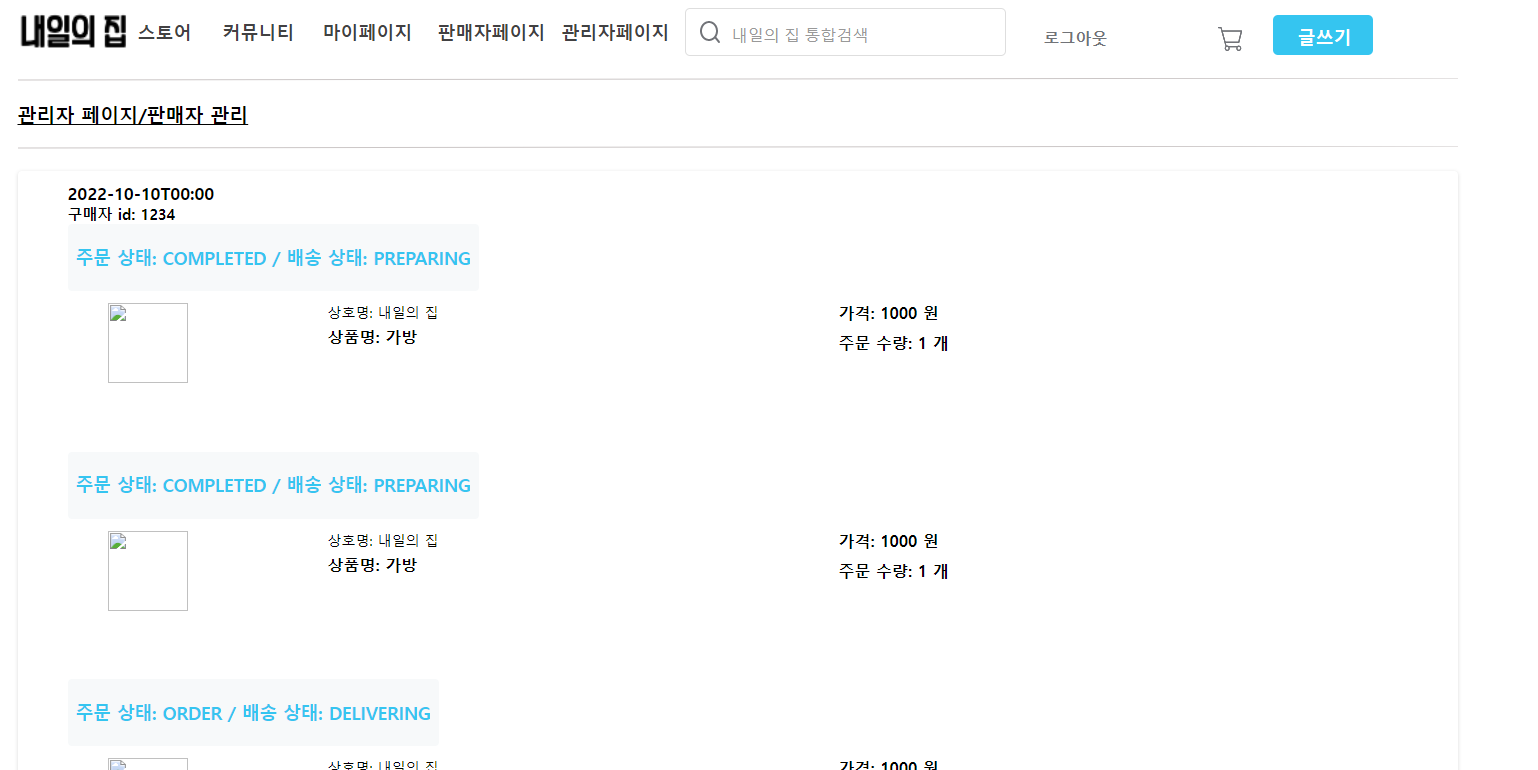 내일의 집 스토어 커뮤니티 마이페이지 판매자페이지 관리자페이지 내일의 집 통합검색 로그아웃 글쓰기
관리자 페이지/판매자 관리
2022-10-10T00:00
구매자 id: 1234
주문 상태: COMPLETED / 배송 상태: PREPARING
상호명: 내일의 집 가격: 1000 원
상품명: 가방 주문 수량: 1 개
주문 상태: COMPLETED / 배송 상태: PREPARING
상호명: 내일의 집 가격: 1000 원
상품명: 가방 주문 수량: 1 개
주문 상태: ORDER / 배송 상태: DELIVERING
상호명: 내일의 집 가격: 1000 원